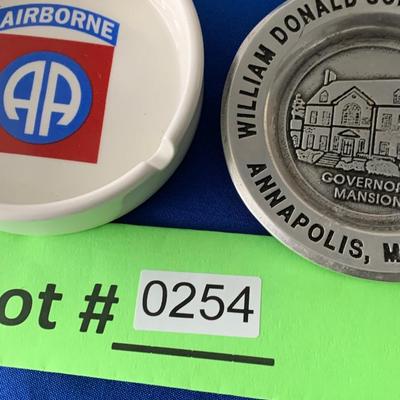 AIRBORNE
AA
WILLIAM DONALD
GOVERNOR
MANSION
ANNAPOLIS, M
ot # 0254